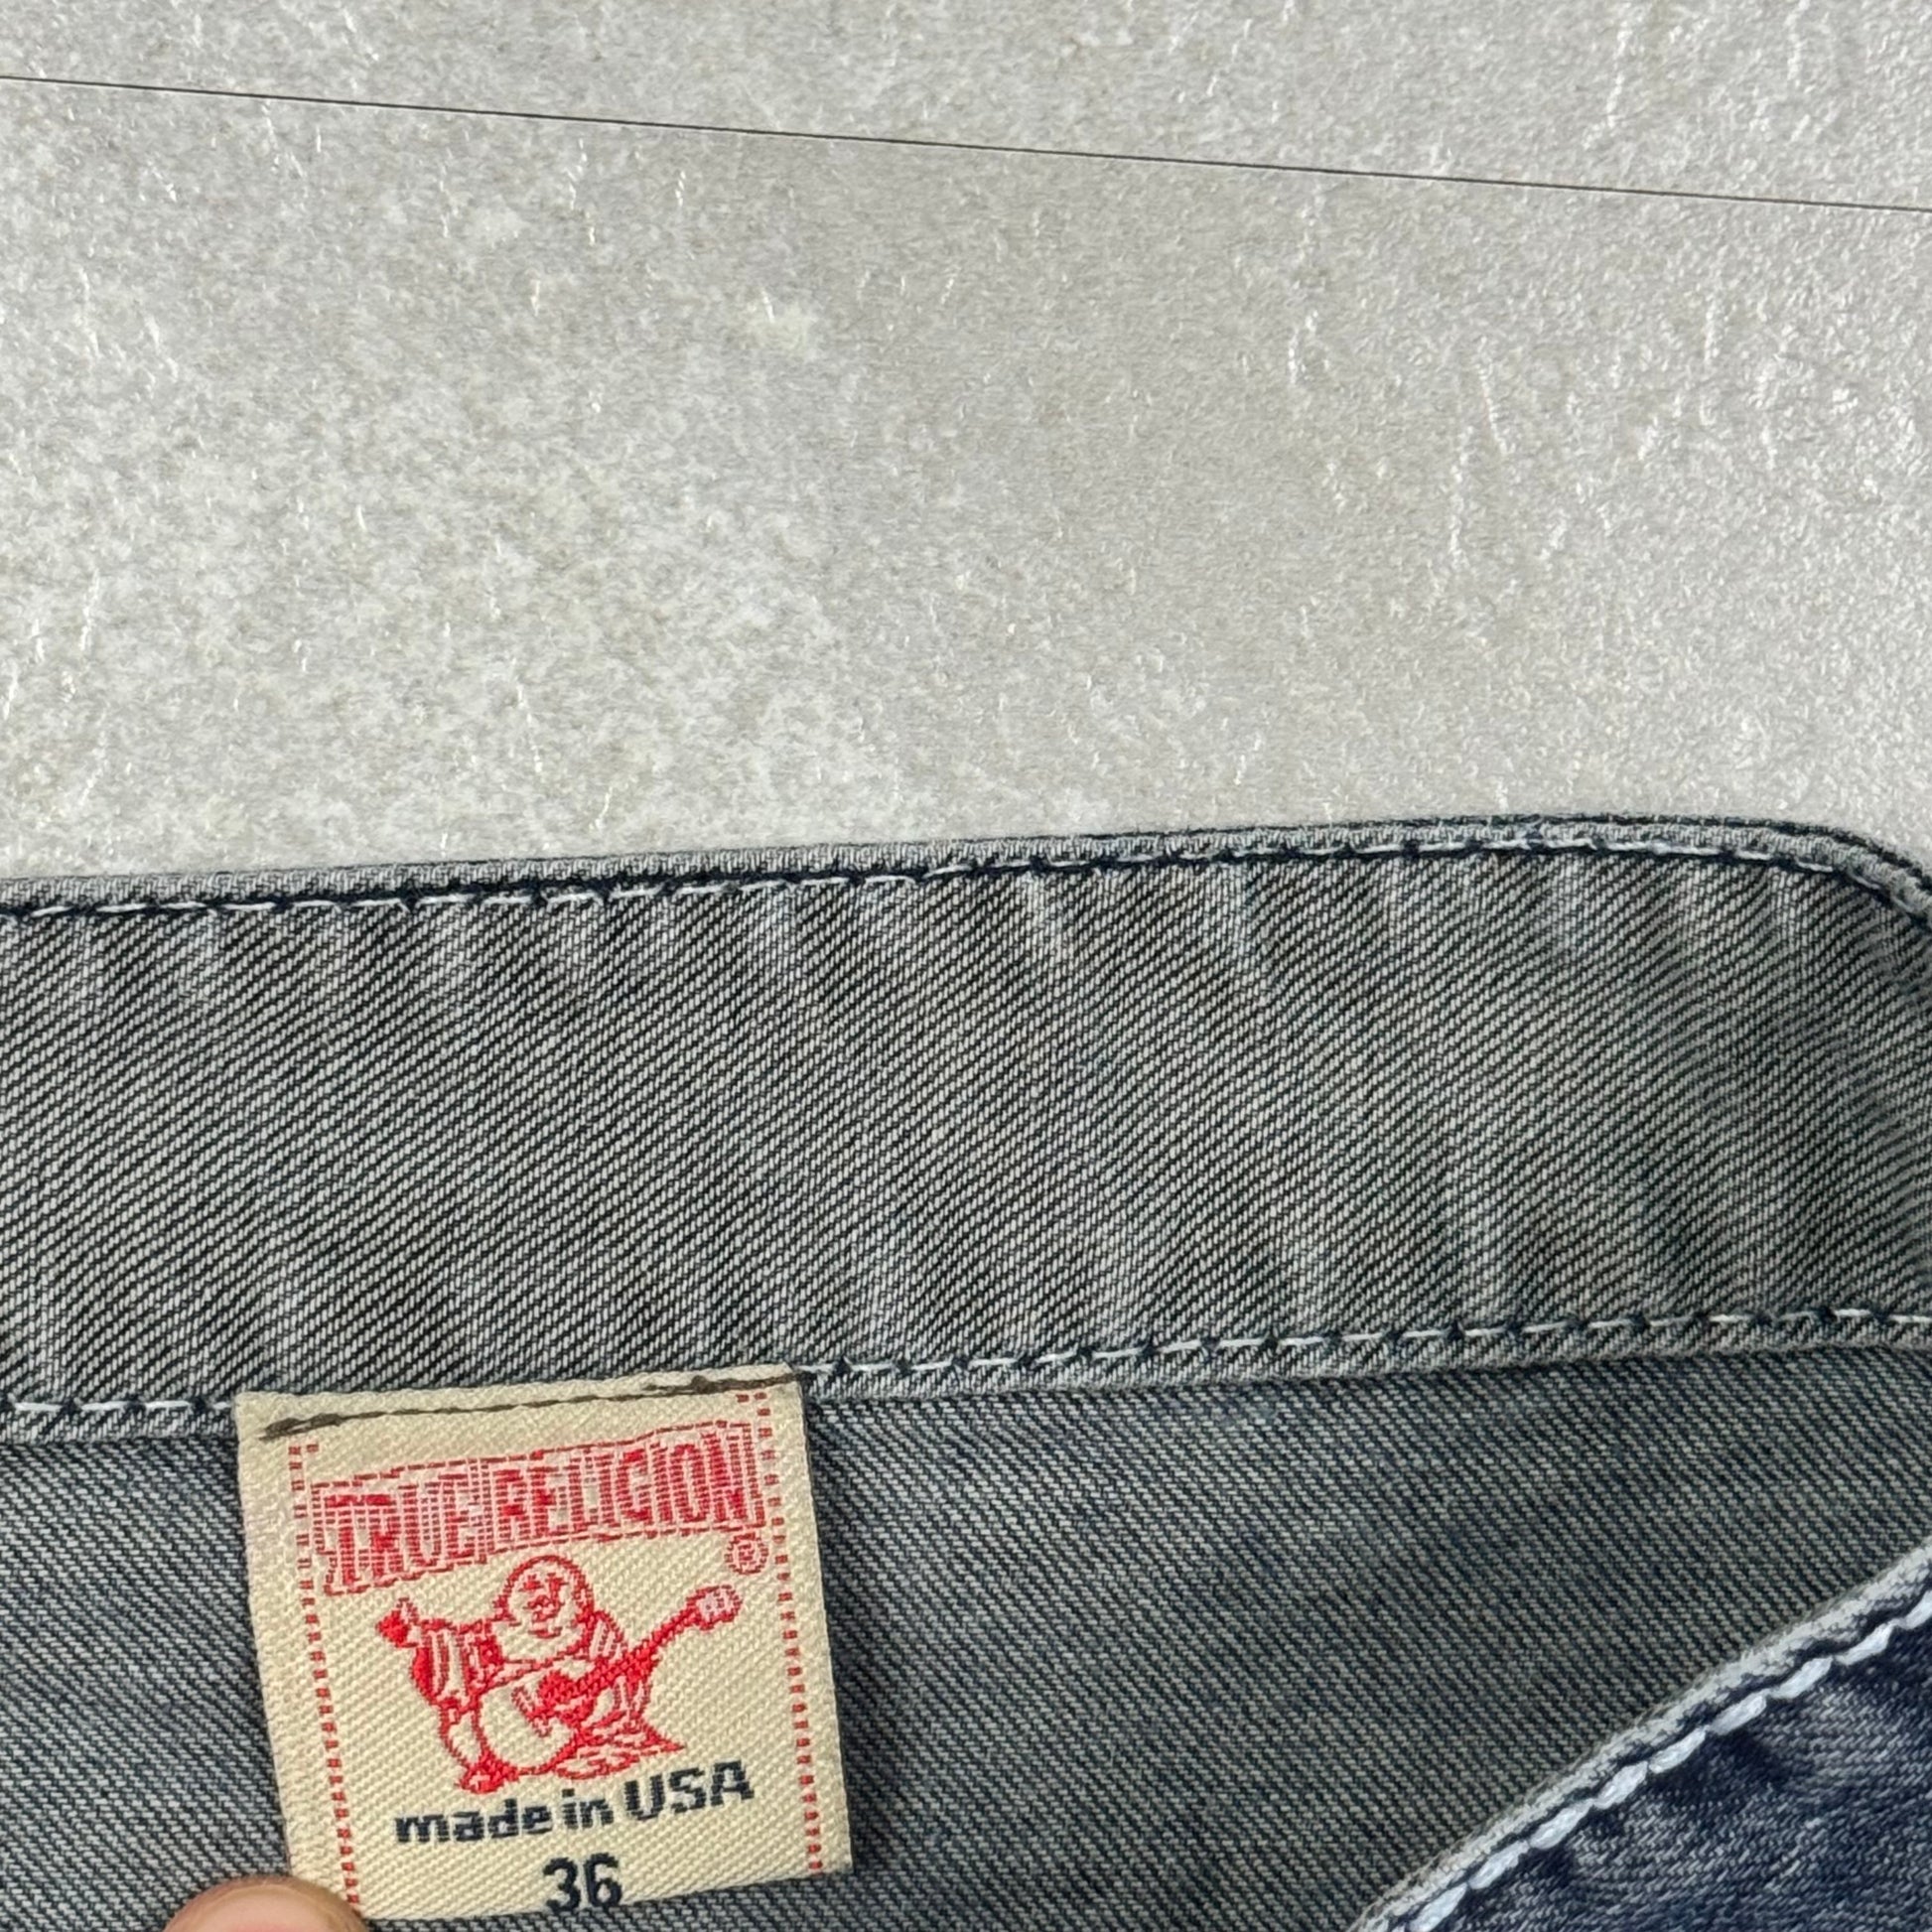 TRUE RELIGION
®
made in USA
36